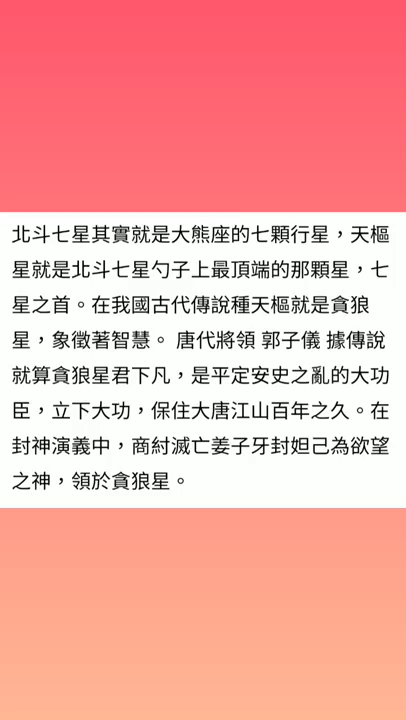 北斗七星其實就是大熊座的七顆行星，天樞
星就是北斗七星勺子上最頂端的那顆星，七
星之首。在我國古代傳說種天樞就是貪狼
星，象徵著智慧。 唐代將領 郭子儀 據傳說
就算貪狼星君下凡，是平定安史之亂的大功
臣，立下大功，保住大唐江山百年之久。在
封神演義中，商紂滅亡姜子牙封妲己為欲望
之神，領於貪狼星。